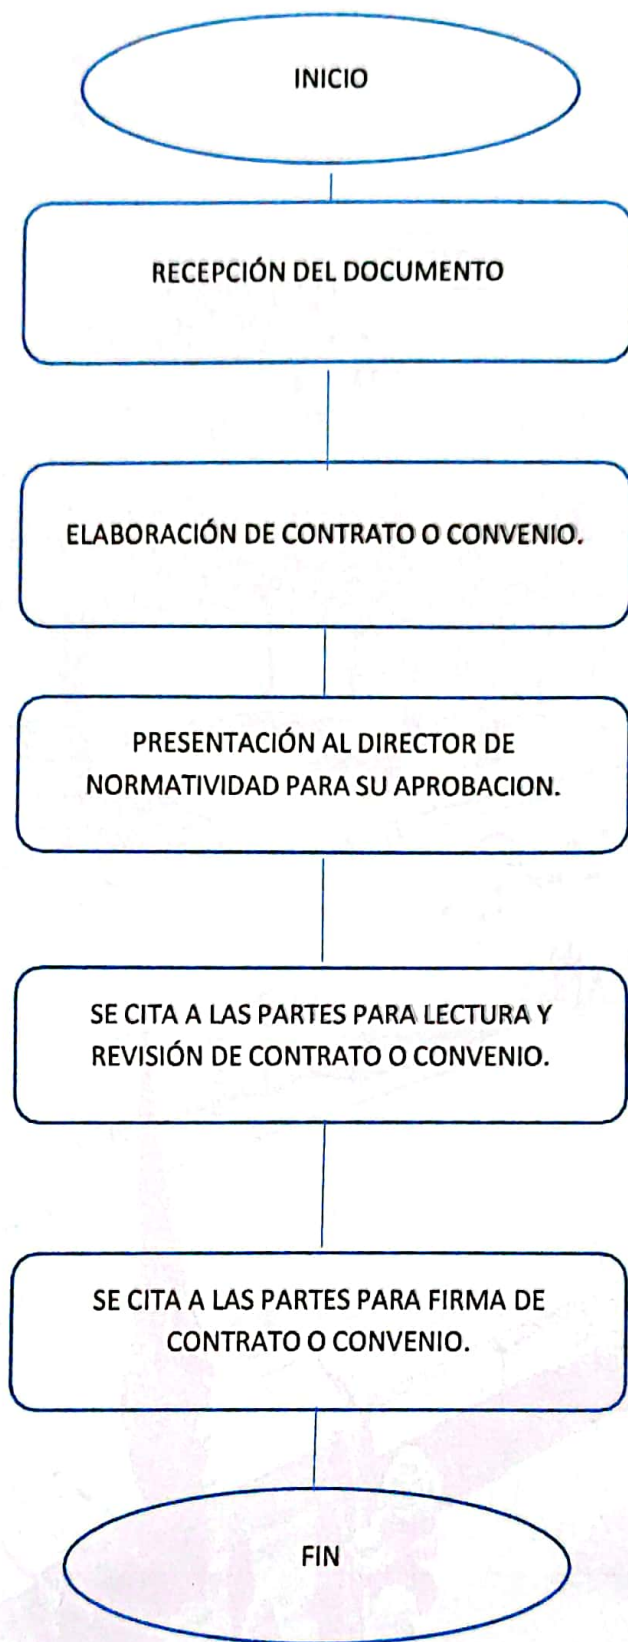 INICIO
RECEPCIÓN DEL DOCUMENTO
ELABORACIÓN DE CONTRATO O CONVENIO.
PRESENTACIÓN AL DIRECTOR DE
NORMATIVIDAD PARA SU APROBACION.
SE CITA A LAS PARTES PARA LECTURA Y
REVISIÓN DE CONTRATO O CONVENIO.
SE CITA A LAS PARTES PARA FIRMA DE
CONTRATO O CONVENIO.
FIN